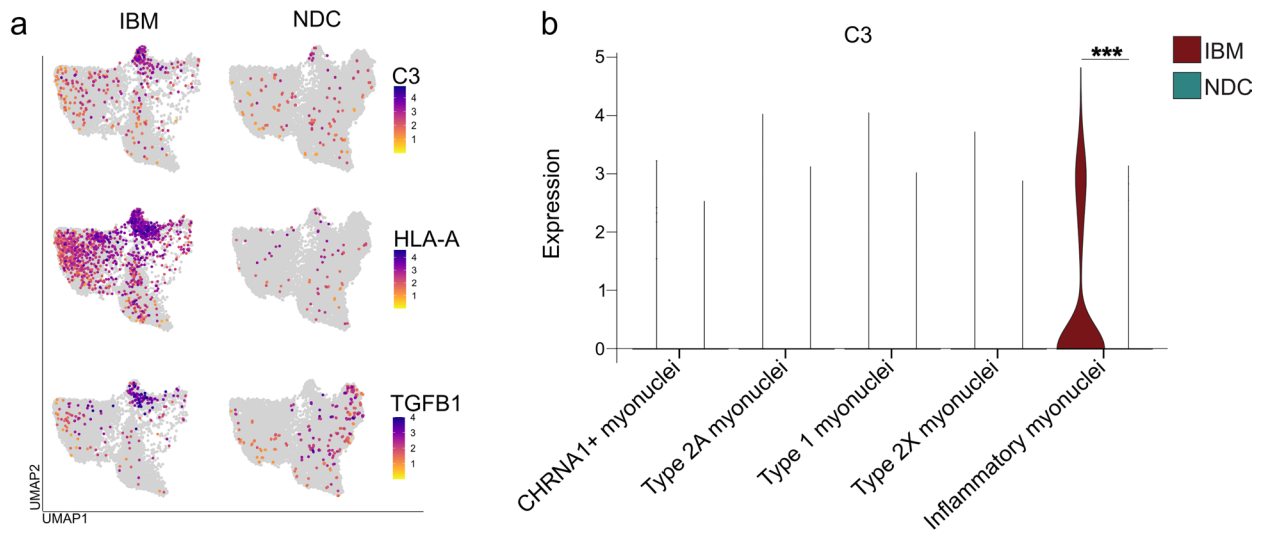 a
IBM
NDC
C3
4
3
2
1
HLA-A
4
3
2
1
TGFB1
4
3
2
1
UMAP2
UMAP1
b
C3
IBM
NDC
***
Expression
5
4
3
2
1
0
CHRNA1+ myonuclei
Type 2A myonuclei
Type 1 myonuclei
Type 2X myonuclei
Inflammatory myonuclei